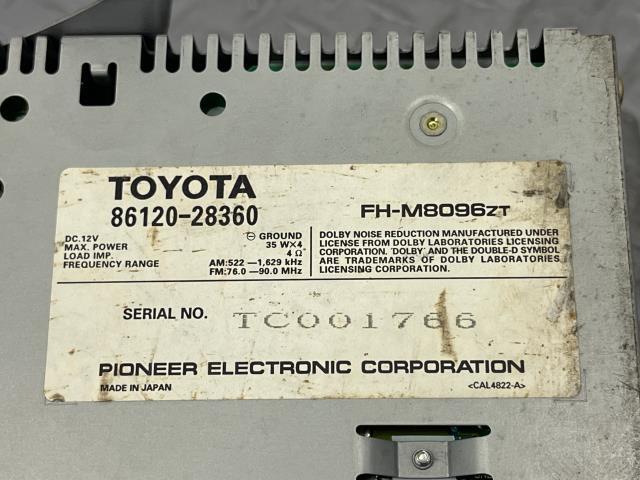 TOYOTA
86120-28360
FH-M8096ZT
DC.12V ⊖ GROUND
MAX. POWER 35 W×4
LOAD IMP. 4 Ω
FREQUENCY RANGE AM:522 —1,629 kHz
FM:76.0 —90.0 MHz
DOLBY NOISE REDUCTION MANUFACTURED UNDER
LICENSE FROM DOLBY LABORATORIES LICENSING
CORPORATION. 'DOLBY' AND THE DOUBLE-D SYMBOL
ARE TRADEMARKS OF DOLBY LABORATORIES
LICENSING CORPORATION.
SERIAL NO. TC001766
PIONEER ELECTRONIC CORPORATION
MADE IN JAPAN <CAL4822-A>